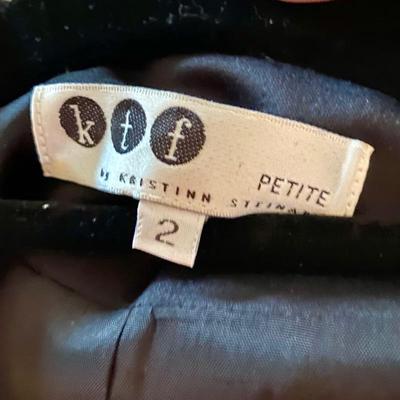 k t f
PETITE
by KRISTINN
2